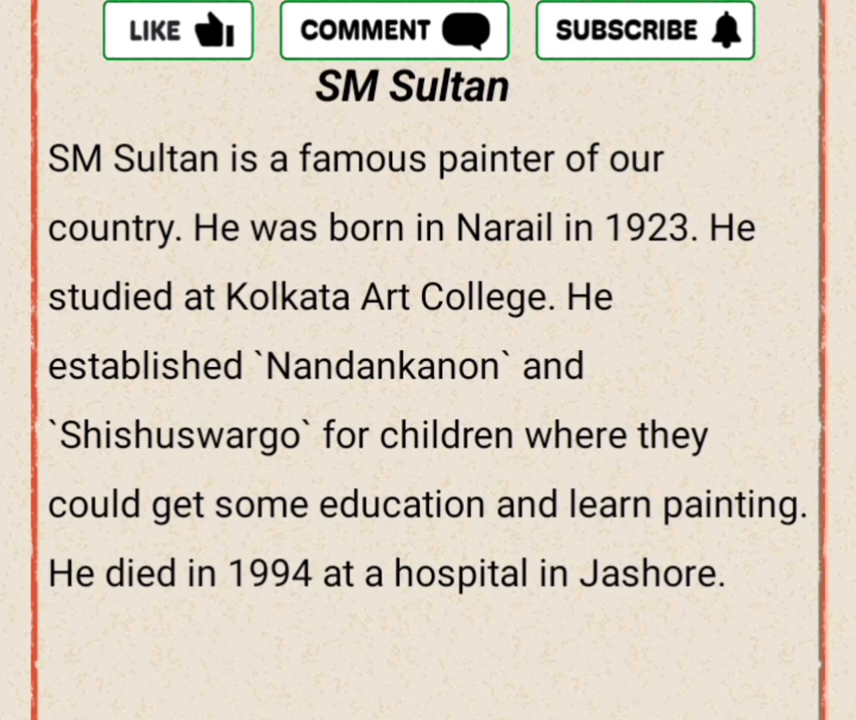 LIKE COMMENT SUBSCRIBE
SM Sultan
SM Sultan is a famous painter of our
country. He was born in Narail in 1923. He
studied at Kolkata Art College. He
established `Nandankanon` and
`Shishuswargo` for children where they
could get some education and learn painting.
He died in 1994 at a hospital in Jashore.